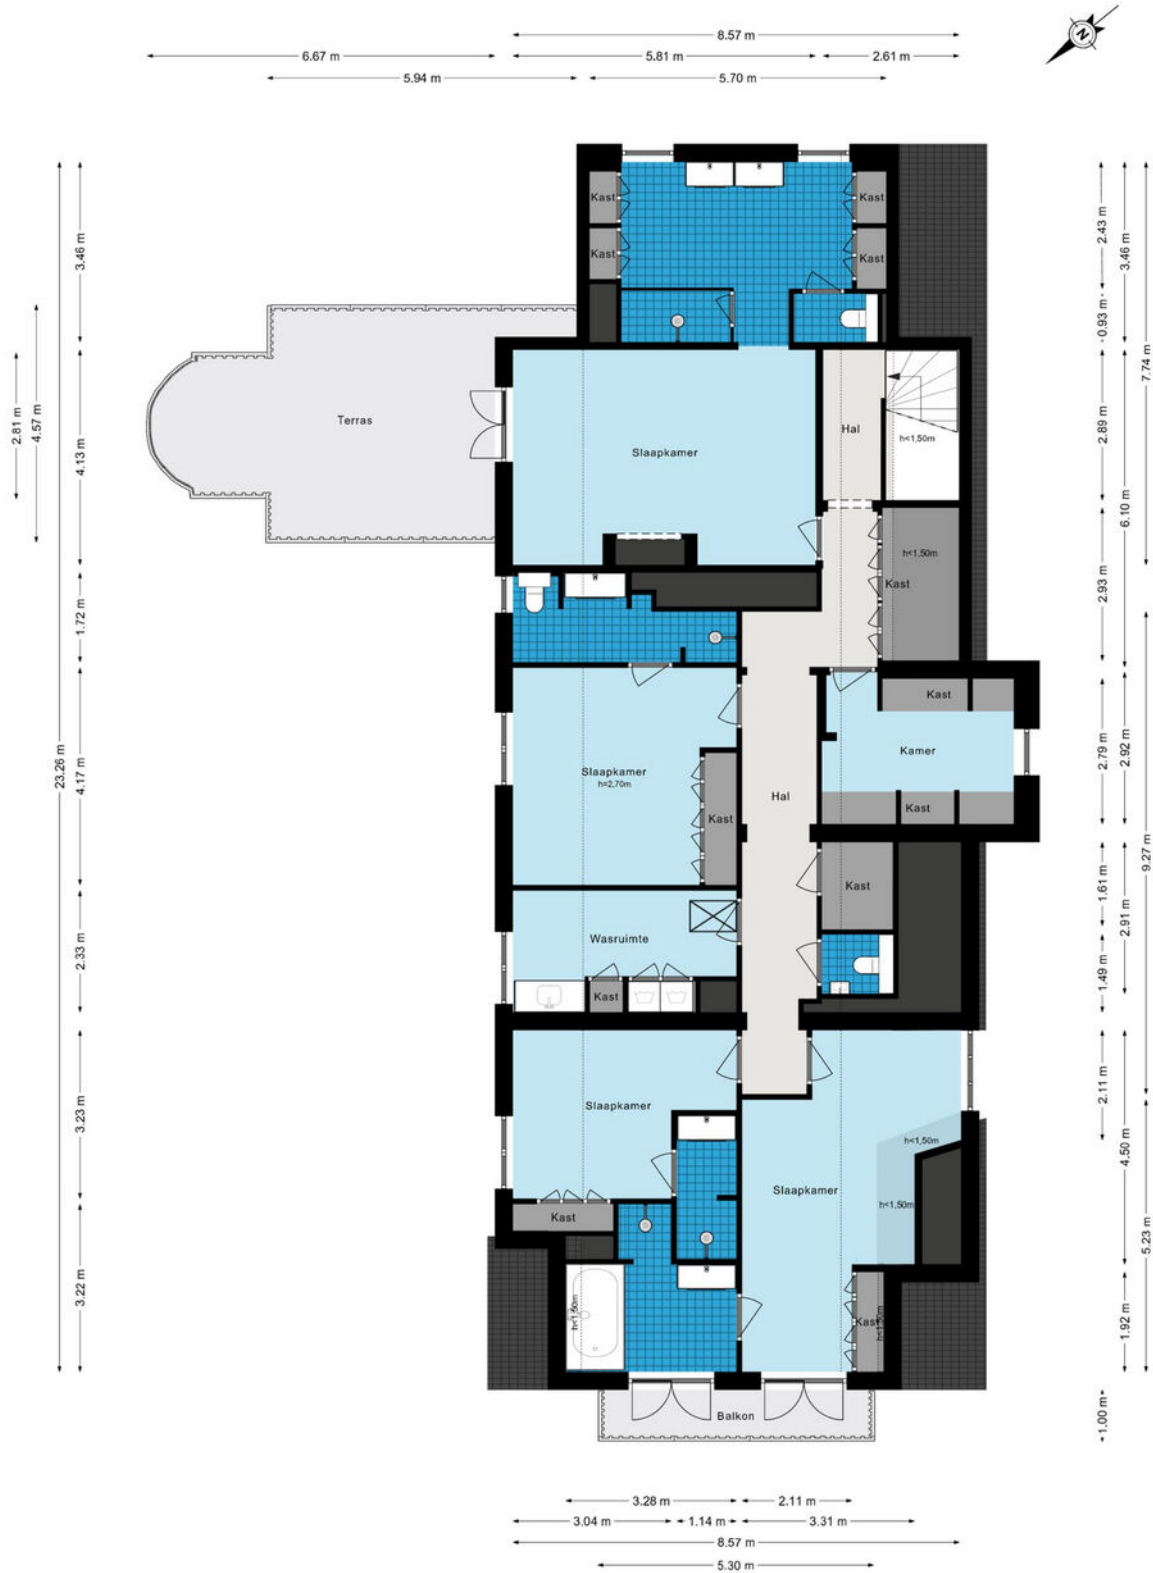 8.57 m
6.67 m
5.81 m
2.61 m
5.94 m
5.70 m
N
Kast
Kast
Kast
Kast
Terras
Slaapkamer
Hal
h<1,50m
h<1,50m
Kast
Slaapkamer
h=2,70m
Kast
Hal
Kast
Kamer
Kast
Kast
Wasruimte
Kast
Slaapkamer
Kast
Slaapkamer
h<1,50m
h<1,50m
h<1,50m
Kast
h<1,50m
Balkon
2.81 m
4.57 m
23.26 m
3.46 m
4.13 m
1.72 m
4.17 m
2.33 m
3.23 m
3.22 m
2.43 m
0.93 m
2.89 m
2.93 m
2.79 m
1.61 m
1.49 m
2.11 m
3.46 m
6.10 m
2.92 m
2.91 m
4.50 m
1.92 m
1.00 m
7.74 m
9.27 m
5.23 m
3.28 m
2.11 m
3.04 m
1.14 m
3.31 m
8.57 m
5.30 m